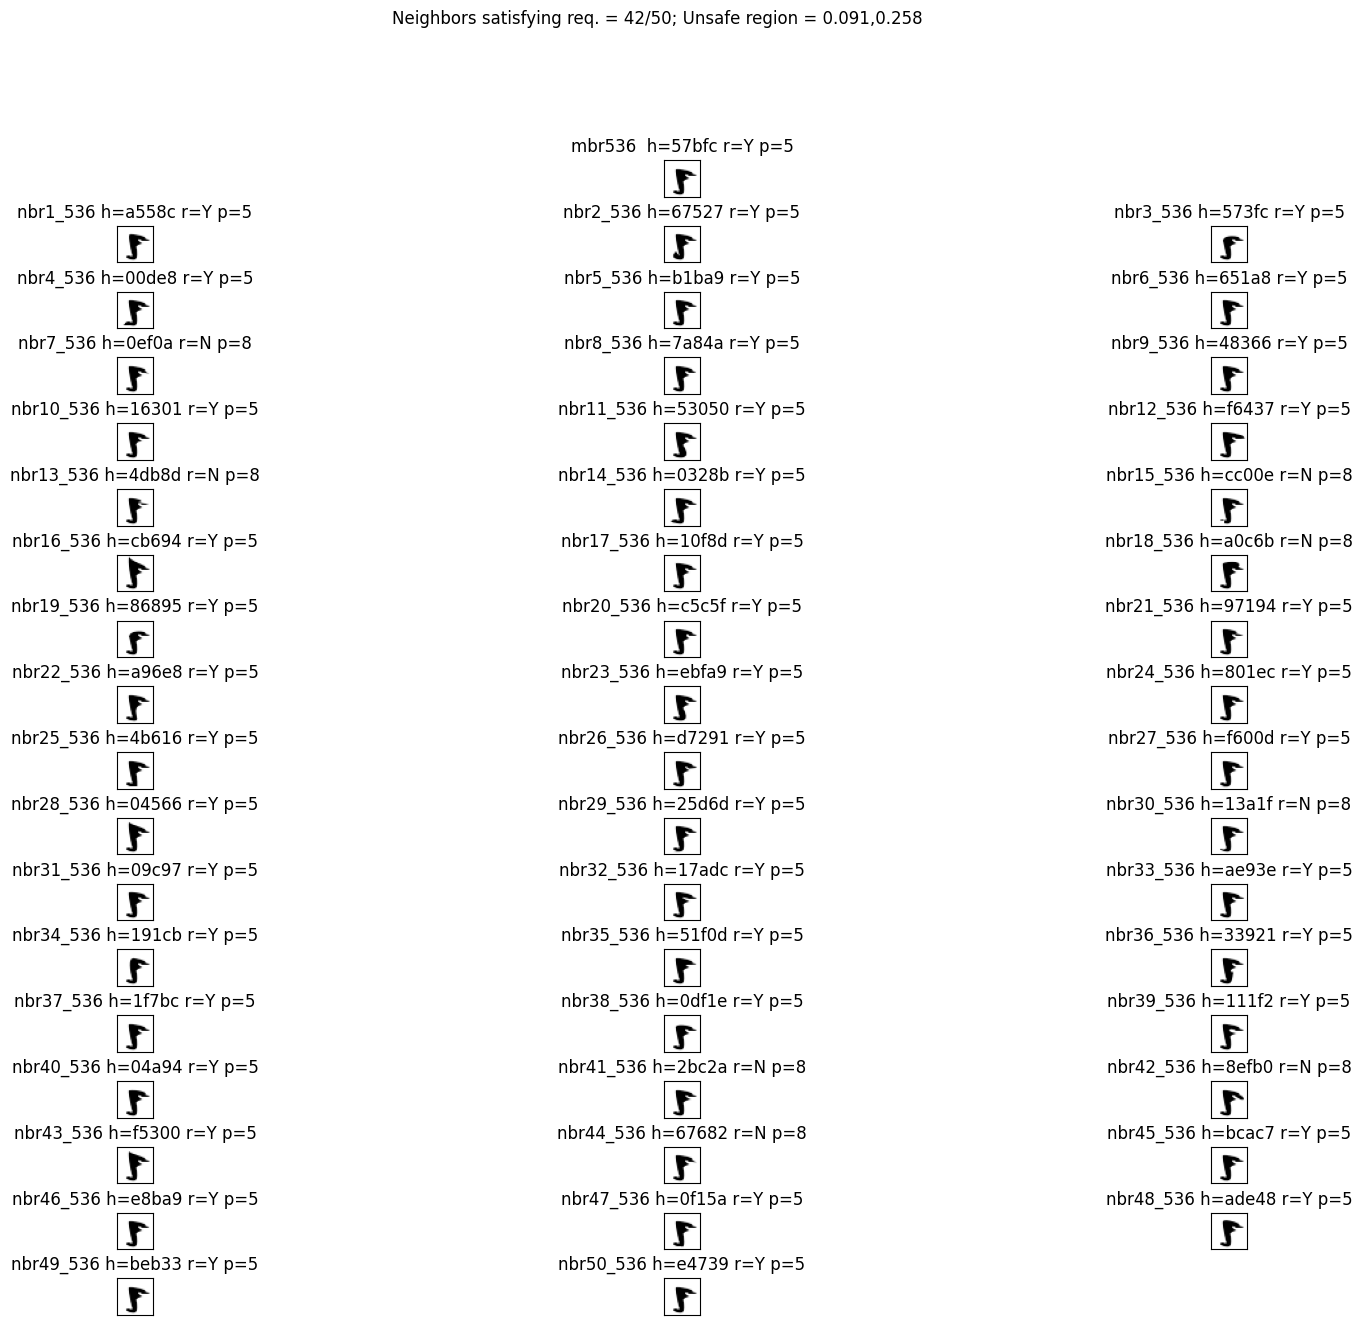 Neighbors satisfying req. = 42/50; Unsafe region = 0.091,0.258
mbr536 h=57bfc r=Y p=5
nbr1_536 h=a558c r=Y p=5 nbr2_536 h=67527 r=Y p=5 nbr3_536 h=573fc r=Y p=5
nbr4_536 h=00de8 r=Y p=5 nbr5_536 h=b1ba9 r=Y p=5 nbr6_536 h=651a8 r=Y p=5
nbr7_536 h=0ef0a r=N p=8 nbr8_536 h=7a84a r=Y p=5 nbr9_536 h=48366 r=Y p=5
nbr10_536 h=16301 r=Y p=5 nbr11_536 h=53050 r=Y p=5 nbr12_536 h=f6437 r=Y p=5
nbr13_536 h=4db8d r=N p=8 nbr14_536 h=0328b r=Y p=5 nbr15_536 h=cc00e r=N p=8
nbr16_536 h=cb694 r=Y p=5 nbr17_536 h=10f8d r=Y p=5 nbr18_536 h=a0c6b r=N p=8
nbr19_536 h=86895 r=Y p=5 nbr20_536 h=c5c5f r=Y p=5 nbr21_536 h=97194 r=Y p=5
nbr22_536 h=a96e8 r=Y p=5 nbr23_536 h=ebfa9 r=Y p=5 nbr24_536 h=801ec r=Y p=5
nbr25_536 h=4b616 r=Y p=5 nbr26_536 h=d7291 r=Y p=5 nbr27_536 h=f600d r=Y p=5
nbr28_536 h=04566 r=Y p=5 nbr29_536 h=25d6d r=Y p=5 nbr30_536 h=13a1f r=N p=8
nbr31_536 h=09c97 r=Y p=5 nbr32_536 h=17adc r=Y p=5 nbr33_536 h=ae93e r=Y p=5
nbr34_536 h=191cb r=Y p=5 nbr35_536 h=51f0d r=Y p=5 nbr36_536 h=33921 r=Y p=5
nbr37_536 h=1f7bc r=Y p=5 nbr38_536 h=0df1e r=Y p=5 nbr39_536 h=111f2 r=Y p=5
nbr40_536 h=04a94 r=Y p=5 nbr41_536 h=2bc2a r=N p=8 nbr42_536 h=8efb0 r=N p=8
nbr43_536 h=f5300 r=Y p=5 nbr44_536 h=67682 r=N p=8 nbr45_536 h=bcac7 r=Y p=5
nbr46_536 h=e8ba9 r=Y p=5 nbr47_536 h=0f15a r=Y p=5 nbr48_536 h=ade48 r=Y p=5
nbr49_536 h=beb33 r=Y p=5 nbr50_536 h=e4739 r=Y p=5